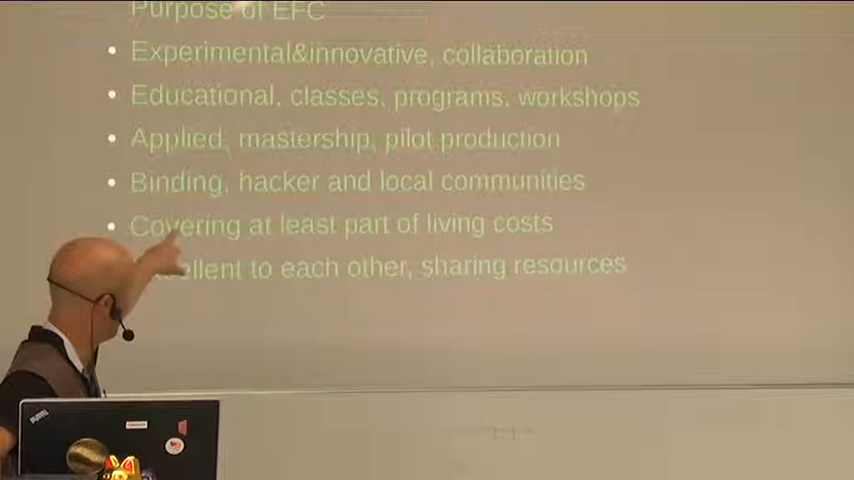 Purpose of EFC
• Experimental&innovative, collaboration
• Educational, classes, programs, workshops
• Applied, mastership, pilot production
• Binding, hacker and local communities
• Covering at least part of living costs
to each other, sharing resources